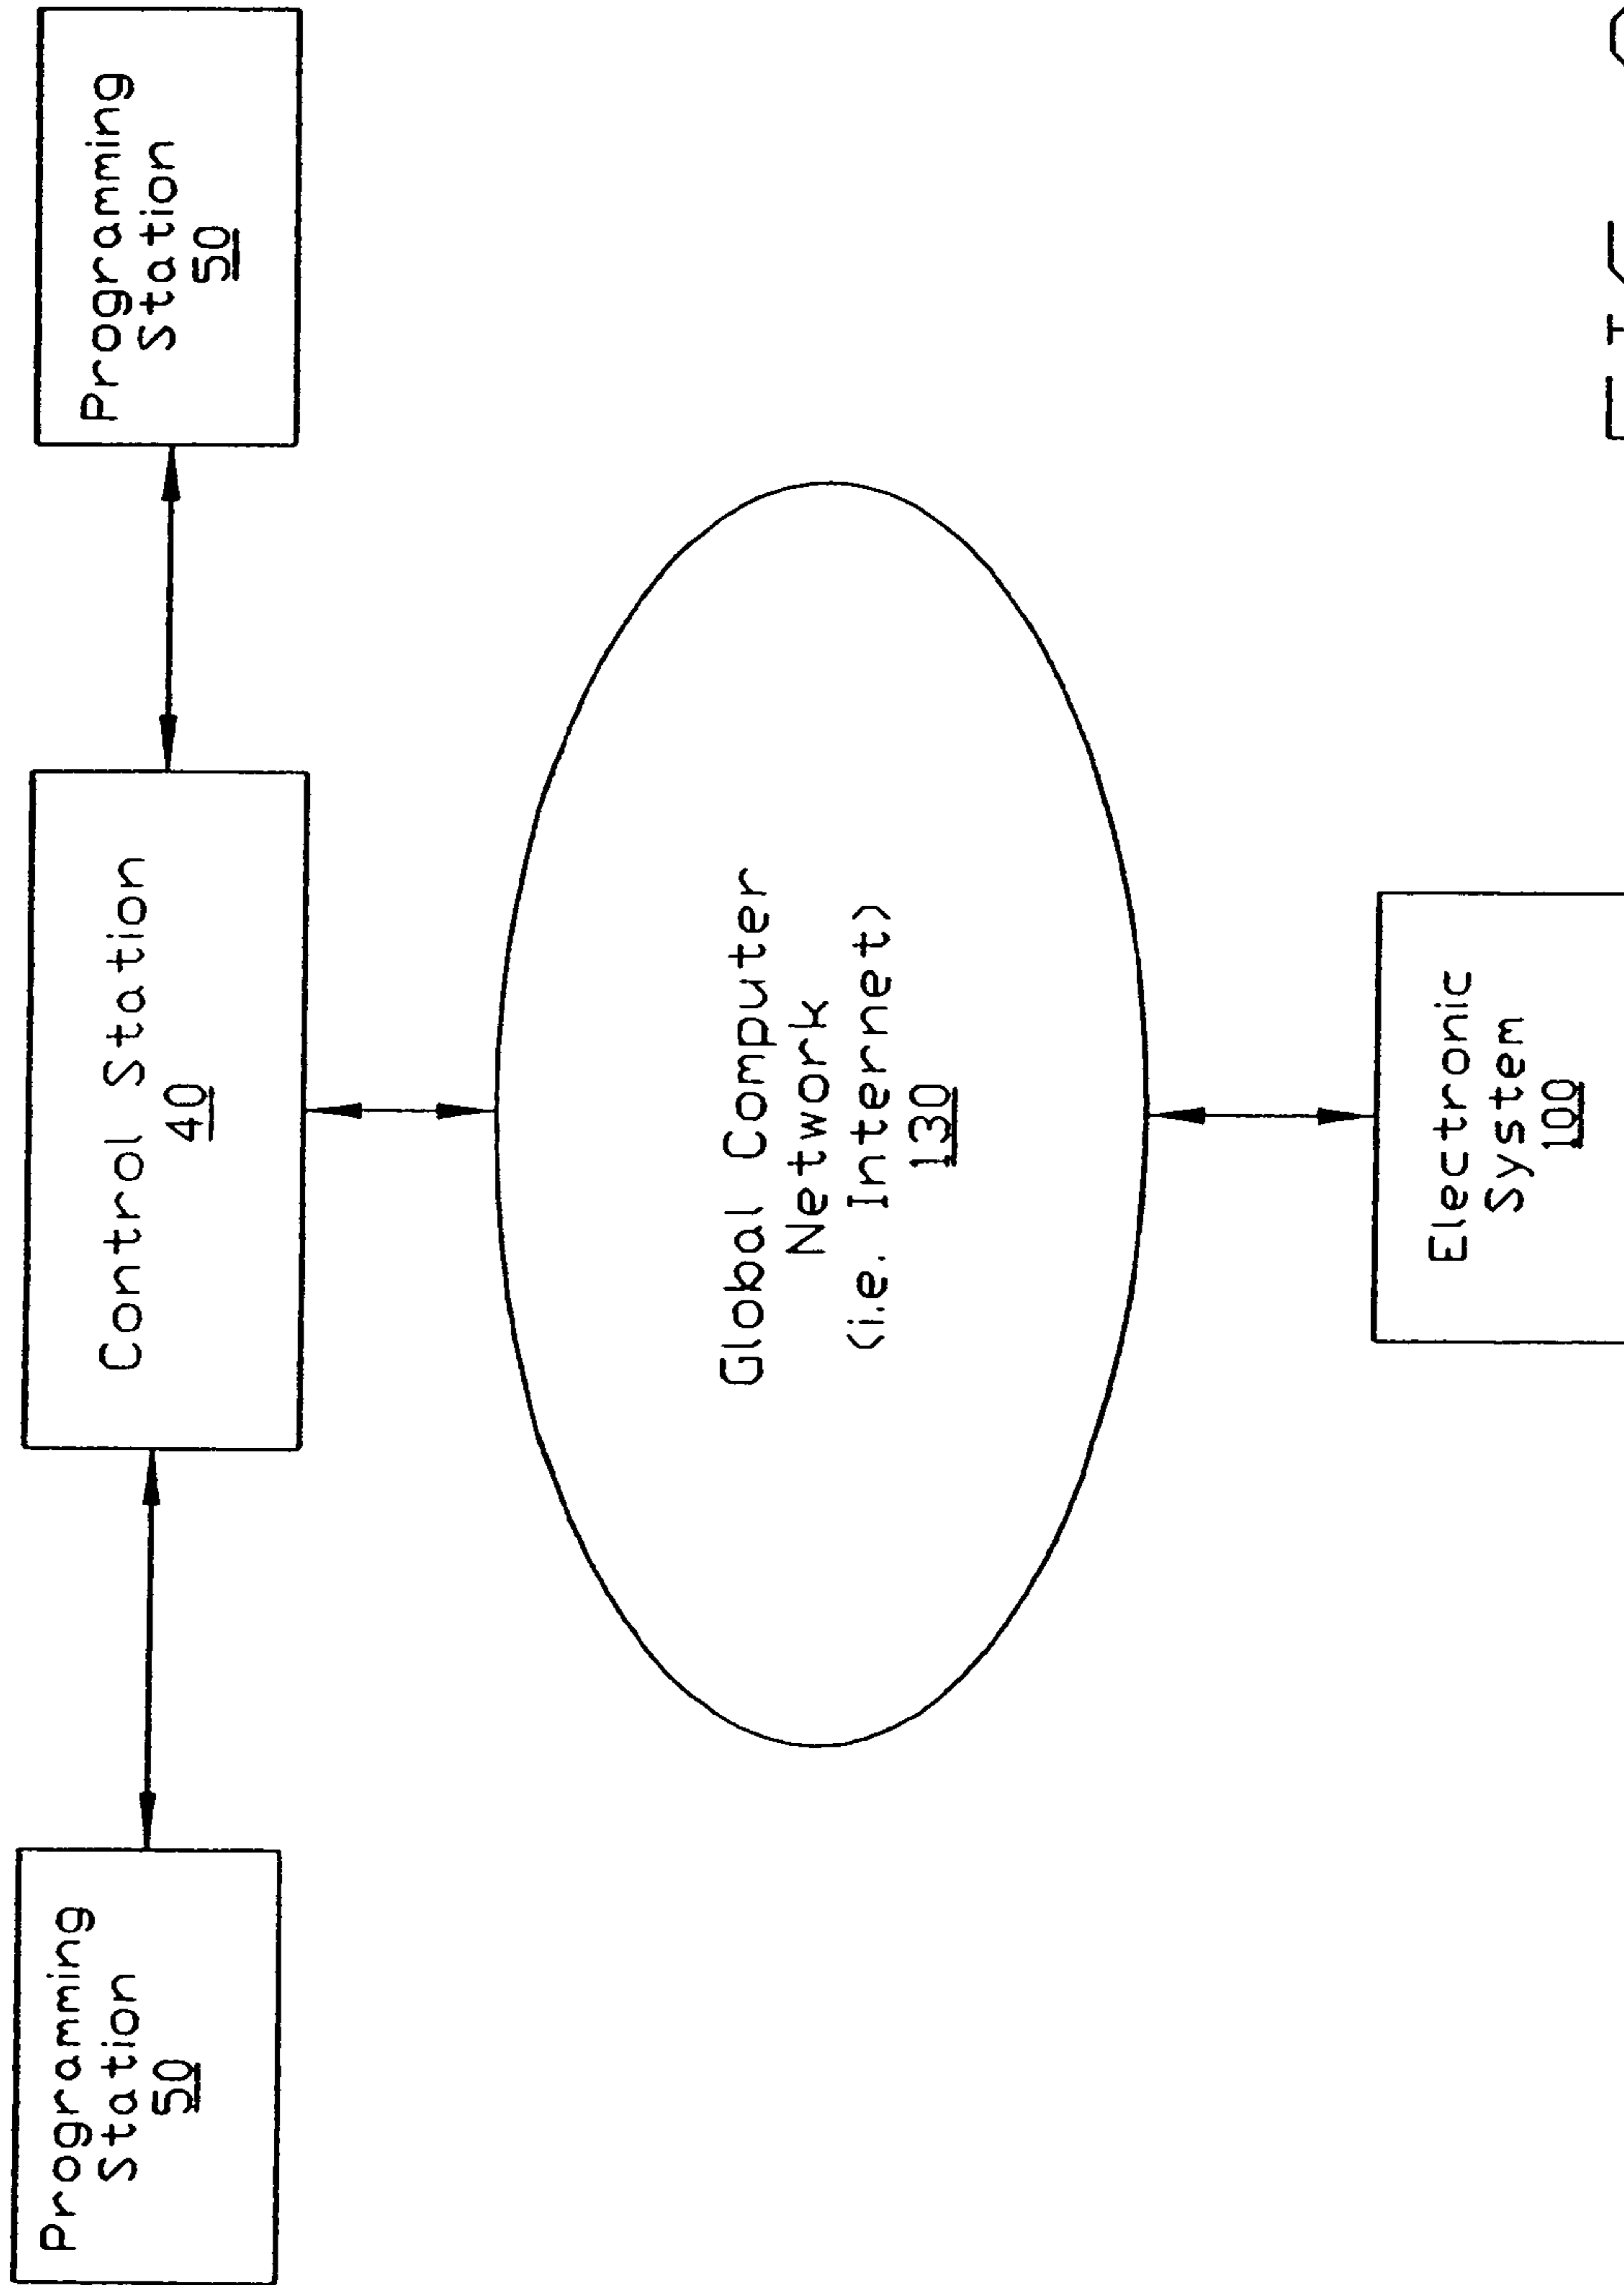 Programming
Station
50
Control Station
40
Programming
Station
50
Global Computer
Network
(i.e. Internet)
130
Electronic
System
100